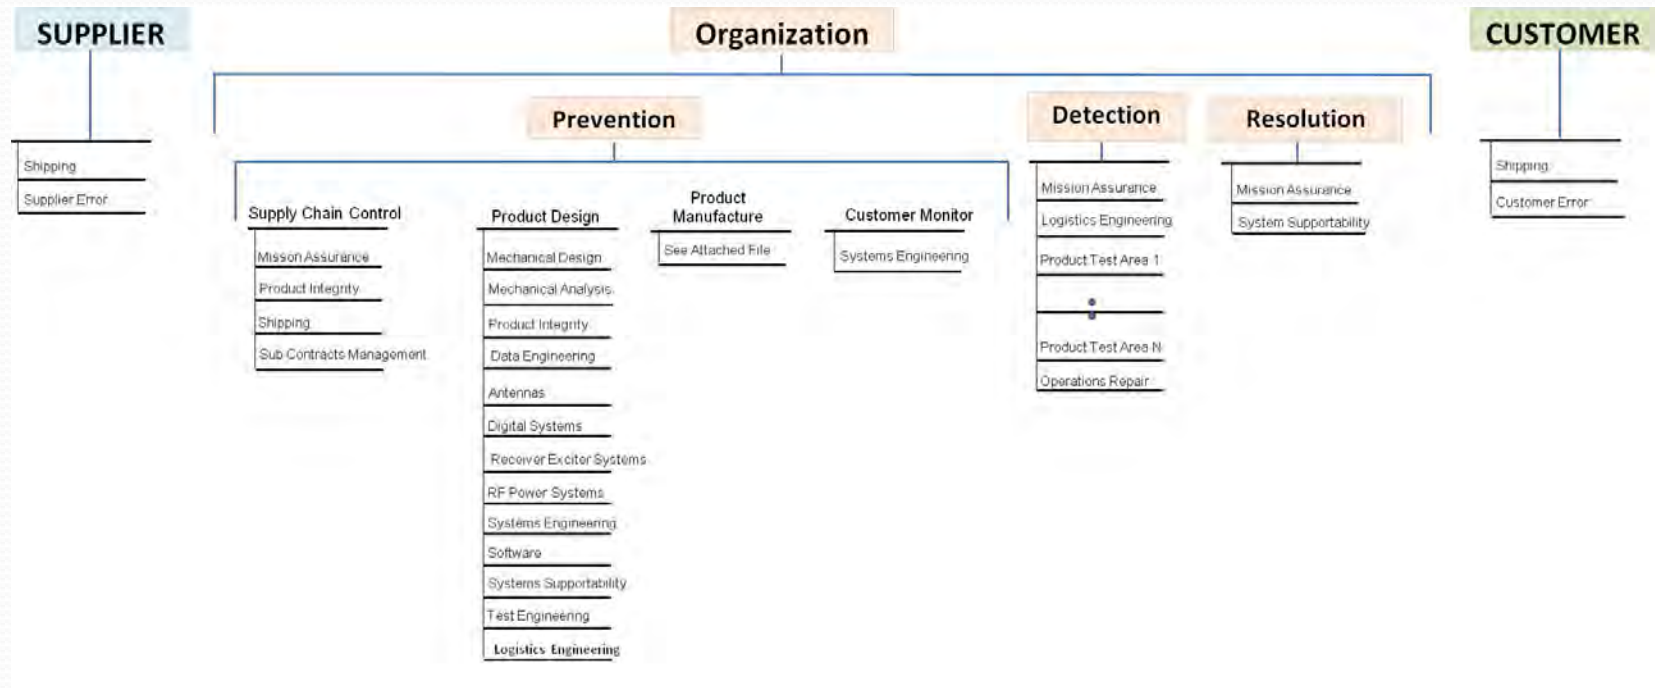 SUPPLIER
Shipping
Supplier Error
Organization
Prevention
Supply Chain Control
Misson Assurance
Product Integrity
Shipping
Sub Contracts Management
Product Design
Mechanical Design
Mechanical Analysis
Product Integrity
Data Engineering
Antennas
Digital Systems
Receiver Exciter Systems
RF Power Systems
Systems Engineering
Software
Systems Supportability
Test Engineering
Logistics Engineering
Product
Manufacture
See Attached File
Customer Monitor
Systems Engineering
Detection
Mission Assurance
Logistics Engineering
Product Test Area 1
Product Test Area N
Operations Repair
Resolution
Mission Assurance
System Supportability
CUSTOMER
Shipping
Customer Error